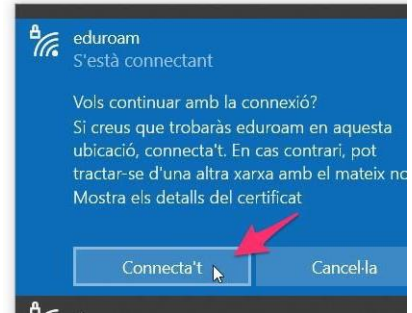 eduroam
S'està connectant
Vols continuar amb la connexió?
Si creus que trobaràs eduroam en aquesta
ubicació, connecta't. En cas contrari, pot
tractar-se d'una altra xarxa amb el mateix
Mostra els detalls del certificat
Connecta't
Cancel·la